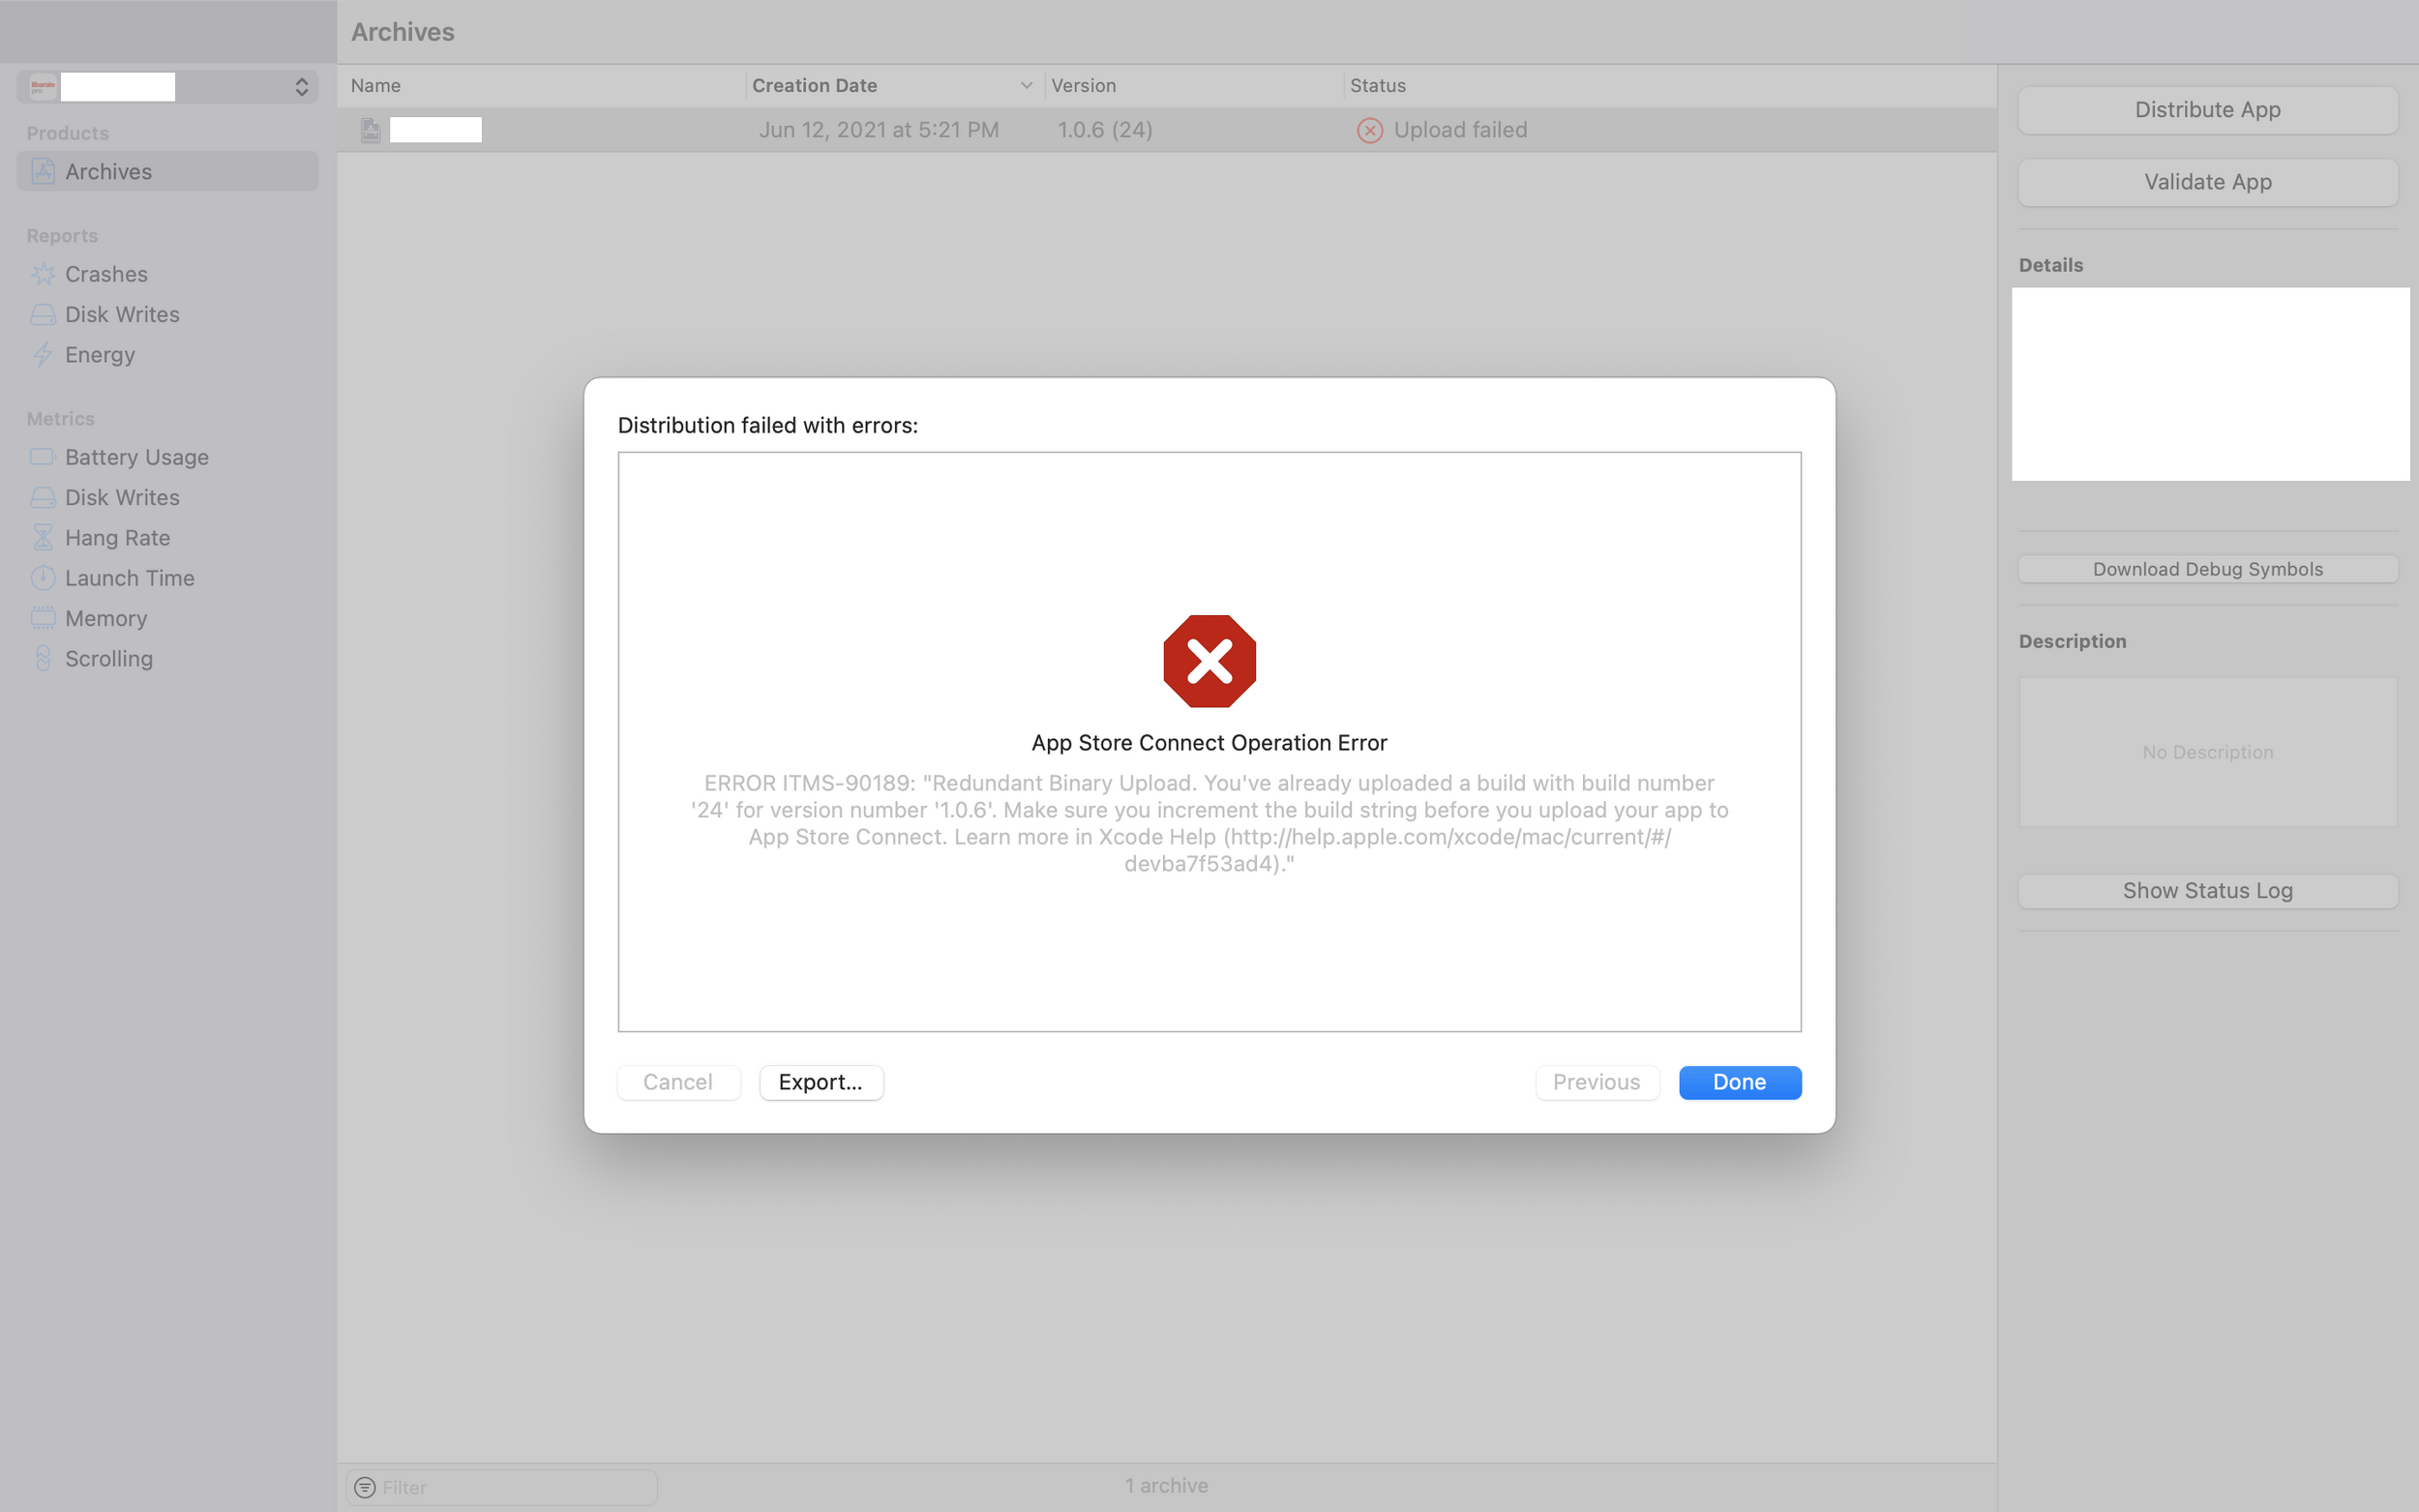 Archives
Name
Creation Date
Version
Status
Products
Archives
Jun 12, 2021 at 5:21 PM
1.0.6 (24)
Upload failed
Reports
Crashes
Disk Writes
Energy
Metrics
Battery Usage
Disk Writes
Hang Rate
Launch Time
Memory
Scrolling
Distribution failed with errors:
App Store Connect Operation Error
ERROR ITMS-90189: "Redundant Binary Upload. You've already uploaded a build with build number
'24' for version number '1.0.6'. Make sure you increment the build string before you upload your app to
App Store Connect. Learn more in Xcode Help (http://help.apple.com/xcode/mac/current/#/
devba7f53ad4)."
Cancel
Export...
Previous
Done
Distribute App
Validate App
Details
Download Debug Symbols
Description
No Description
Show Status Log
Filter
1 archive